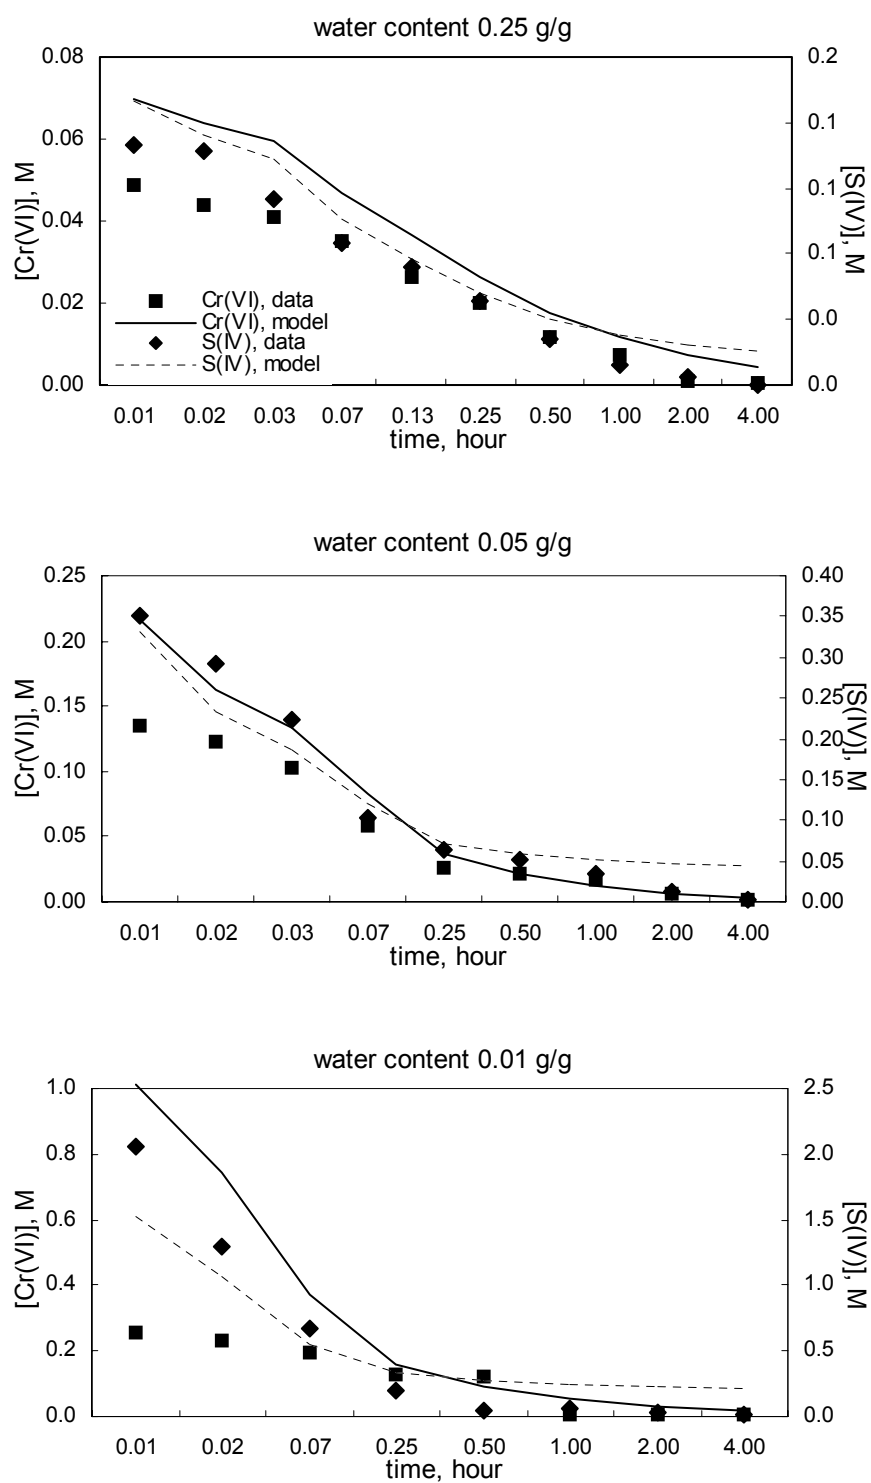 water content 0.25 g/g
0.08
0.06
0.04
0.02
0.00
[Cr(VI)], M
0.2
0.1
0.1
0.1
0.0
0.0
[S(IV)], M
Cr(VI), data
Cr(VI), model
S(IV), data
S(IV), model
0.01 0.02 0.03 0.07 0.13 0.25 0.50 1.00 2.00 4.00
time, hour
water content 0.05 g/g
0.25
0.20
0.15
0.10
0.05
0.00
[Cr(VI)], M
0.40
0.35
0.30
0.25
0.20
0.15
0.10
0.05
0.00
[S(IV)], M
0.01 0.02 0.03 0.07 0.25 0.50 1.00 2.00 4.00
time, hour
water content 0.01 g/g
1.0
0.8
0.6
0.4
0.2
0.0
[Cr(VI)], M
2.5
2.0
1.5
1.0
0.5
0.0
[S(IV)], M
0.01 0.02 0.07 0.25 0.50 1.00 2.00 4.00
time, hour